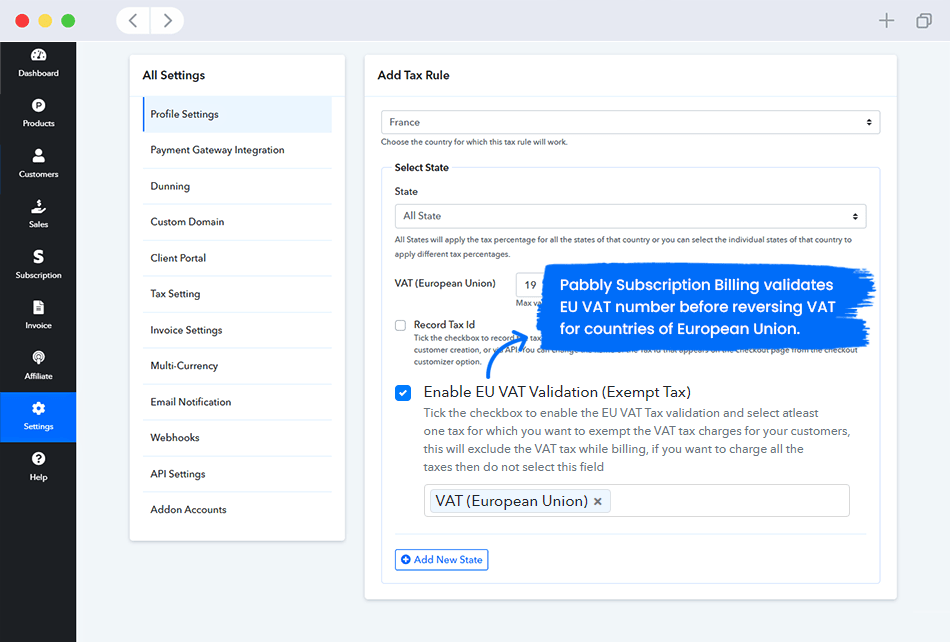 Dashboard
Products
Customers
Sales
Subscription
Invoice
Affiliate
Settings
Help
All Settings
Profile Settings
Payment Gateway Integration
Dunning
Custom Domain
Client Portal
Tax Setting
Invoice Settings
Multi-Currency
Email Notification
Webhooks
API Settings
Addon Accounts
Add Tax Rule
France
Choose the country for which this tax rule will work.
Select State
State
All State
All States will apply the tax percentage for all the states of that country or you can select the individual states of that country to
apply different tax percentages.
VAT (European Union)
19
Max
Pabbly Subscription Billing validates
EU VAT number before reversing VAT
for countries of European Union.
Record Tax Id
Tick the checkbox to record
customer creation, or via API. You can change the
of the Tax Id that appears on the checkout page from the checkout
customizer option.
Enable EU VAT Validation (Exempt Tax)
Tick the checkbox to enable the EU VAT Tax validation and select atleast
one tax for which you want to exempt the VAT tax charges for your customers,
this will exclude the VAT tax while billing, if you want to charge all the
taxes then do not select this field
VAT (European Union) ×
Add New State